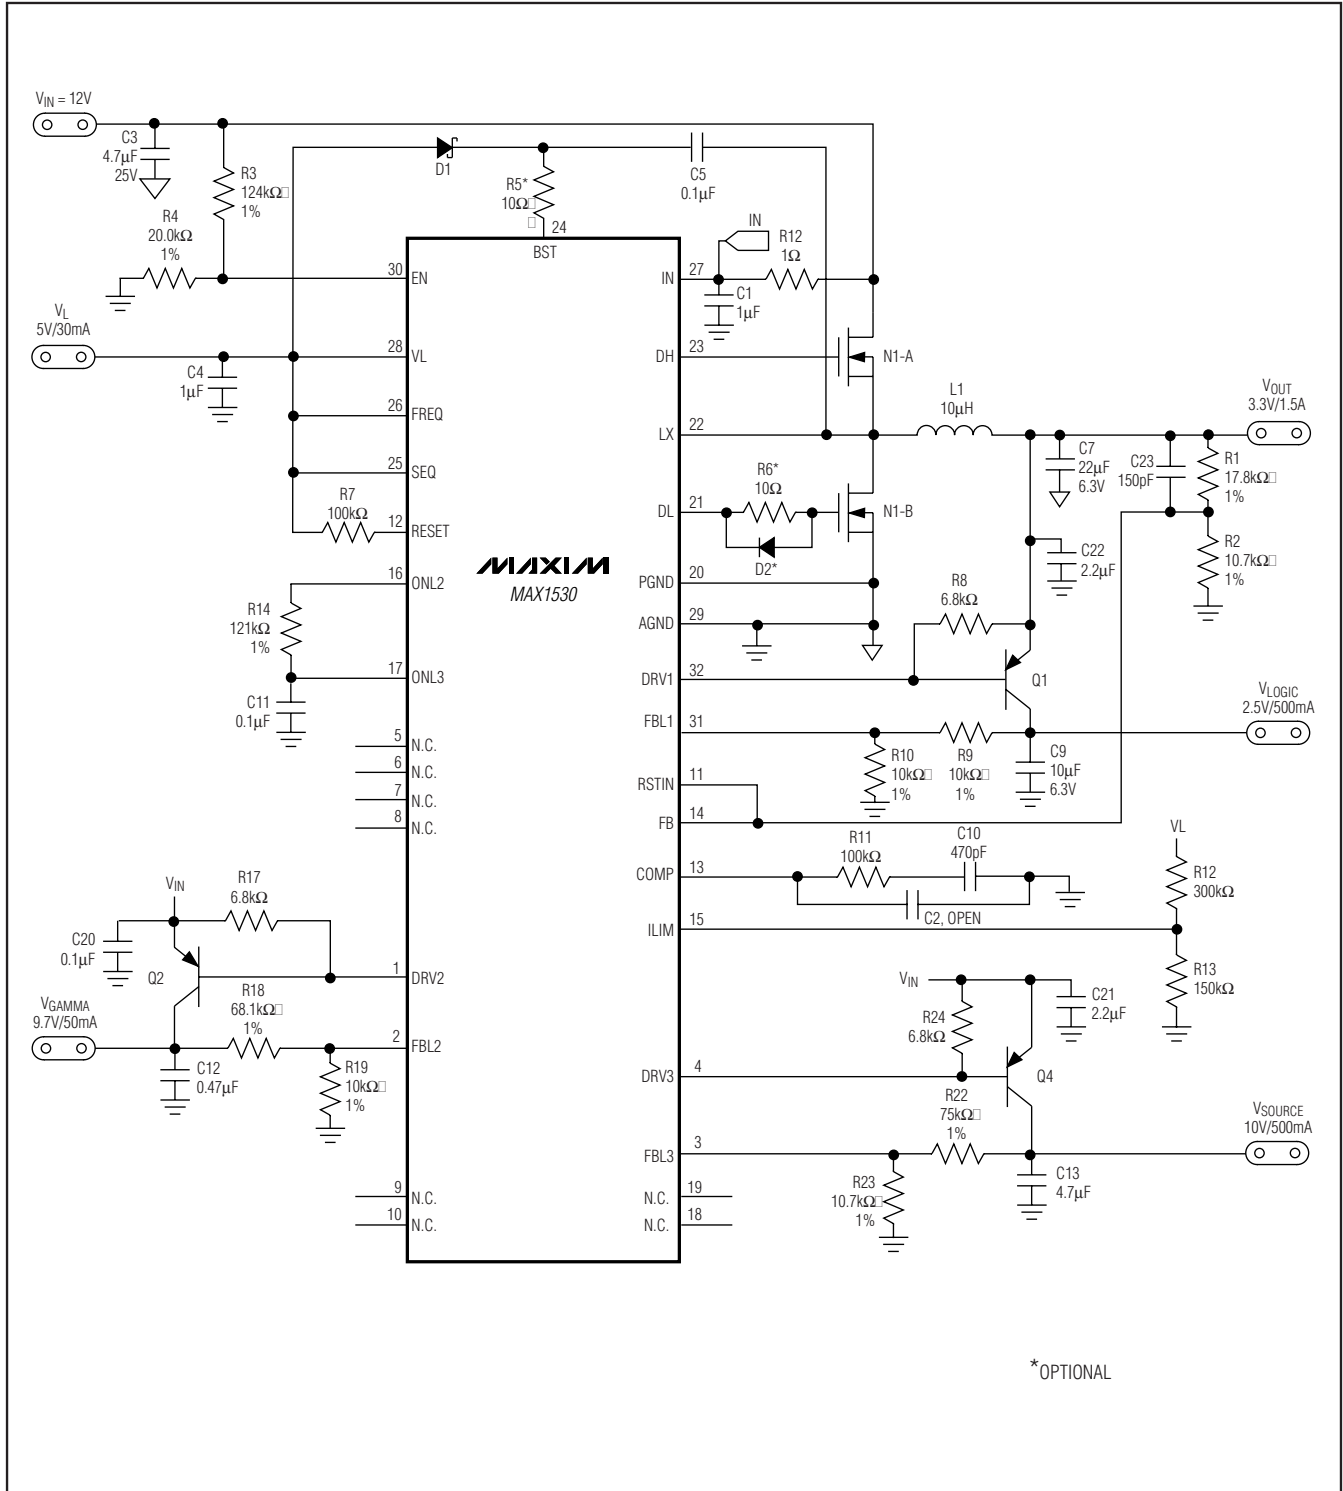 V_IN = 12V
C3
4.7µF
25V
R3
124kΩ□
1%
R4
20.0kΩ
1%
D1
R5*
10Ω□
□
24
BST
C5
0.1µF
IN
R12
1Ω
30
EN
27
IN
C1
1µF
V_L
5V/30mA
28
VL
C4
1µF
23
DH
N1-A
26
FREQ
22
LX
L1
10µH
V_OUT
3.3V/1.5A
25
SEQ
R7
100kΩ
12
RESET
R6*
10Ω
21
DL
D2*
N1-B
C7
22µF
6.3V
C23
150pF
R1
17.8kΩ□
1%
C22
2.2µF
R2
10.7kΩ□
1%
MAXIM
MAX1530
16
ONL2
R14
121kΩ
1%
17
ONL3
C11
0.1µF
20
PGND
29
AGND
R8
6.8kΩ
32
DRV1
Q1
V_LOGIC
2.5V/500mA
31
FBL1
R10
10kΩ□
1%
R9
10kΩ□
1%
C9
10µF
6.3V
5
N.C.
6
N.C.
7
N.C.
8
N.C.
11
RSTIN
14
FB
13
COMP
R11
100kΩ
C10
470pF
C2, OPEN
15
ILIM
VL
R12
300kΩ
R13
150kΩ
V_IN
R17
6.8kΩ
C20
0.1µF
Q2
1
DRV2
V_GAMMA
9.7V/50mA
R18
68.1kΩ□
1%
2
FBL2
C12
0.47µF
R19
10kΩ□
1%
V_IN
C21
2.2µF
R24
6.8kΩ
4
DRV3
Q4
R22
75kΩ□
1%
V_SOURCE
10V/500mA
3
FBL3
R23
10.7kΩ□
1%
C13
4.7µF
9
N.C.
10
N.C.
19
N.C.
18
N.C.
*OPTIONAL